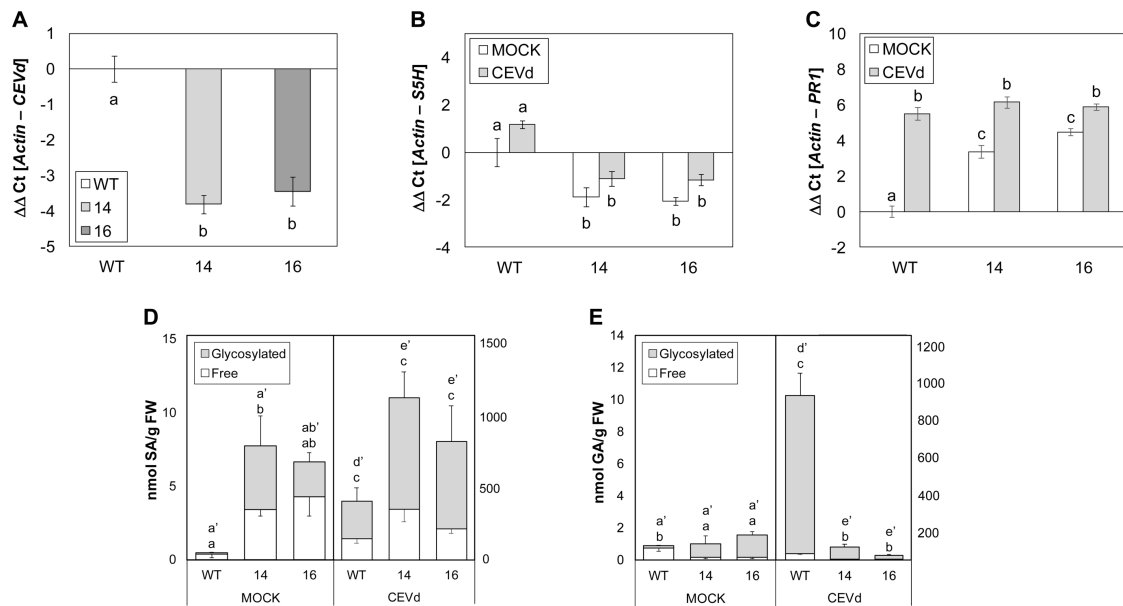 A
ΔΔ Ct [Actin – CEVd]
1
0
-1
-2
-3
-4
-5
a
b
b
WT
14
16
WT
14
16
B
ΔΔ Ct [Actin – S5H]
4
2
0
-2
-4
MOCK
CEVd
a
a
b
b
b
b
WT
14
16
C
ΔΔ Ct [Actin – PR1]
10
8
6
4
2
0
-2
MOCK
CEVd
a
b
c
b
c
b
WT
14
16
D
nmol SA/g FW
15
10
5
0
Glycosylated
Free
a’
a
a’
b
ab’
ab
d’
c
e’
c
e’
c
1500
1000
500
0
WT
14
16
WT
14
16
MOCK
CEVd
E
nmol GA/g FW
14
12
10
8
6
4
2
0
Glycosylated
Free
a’
b
a’
a
a’
a
d’
c
e’
b
e’
b
1200
1000
800
600
400
200
WT
14
16
WT
14
16
MOCK
CEVd